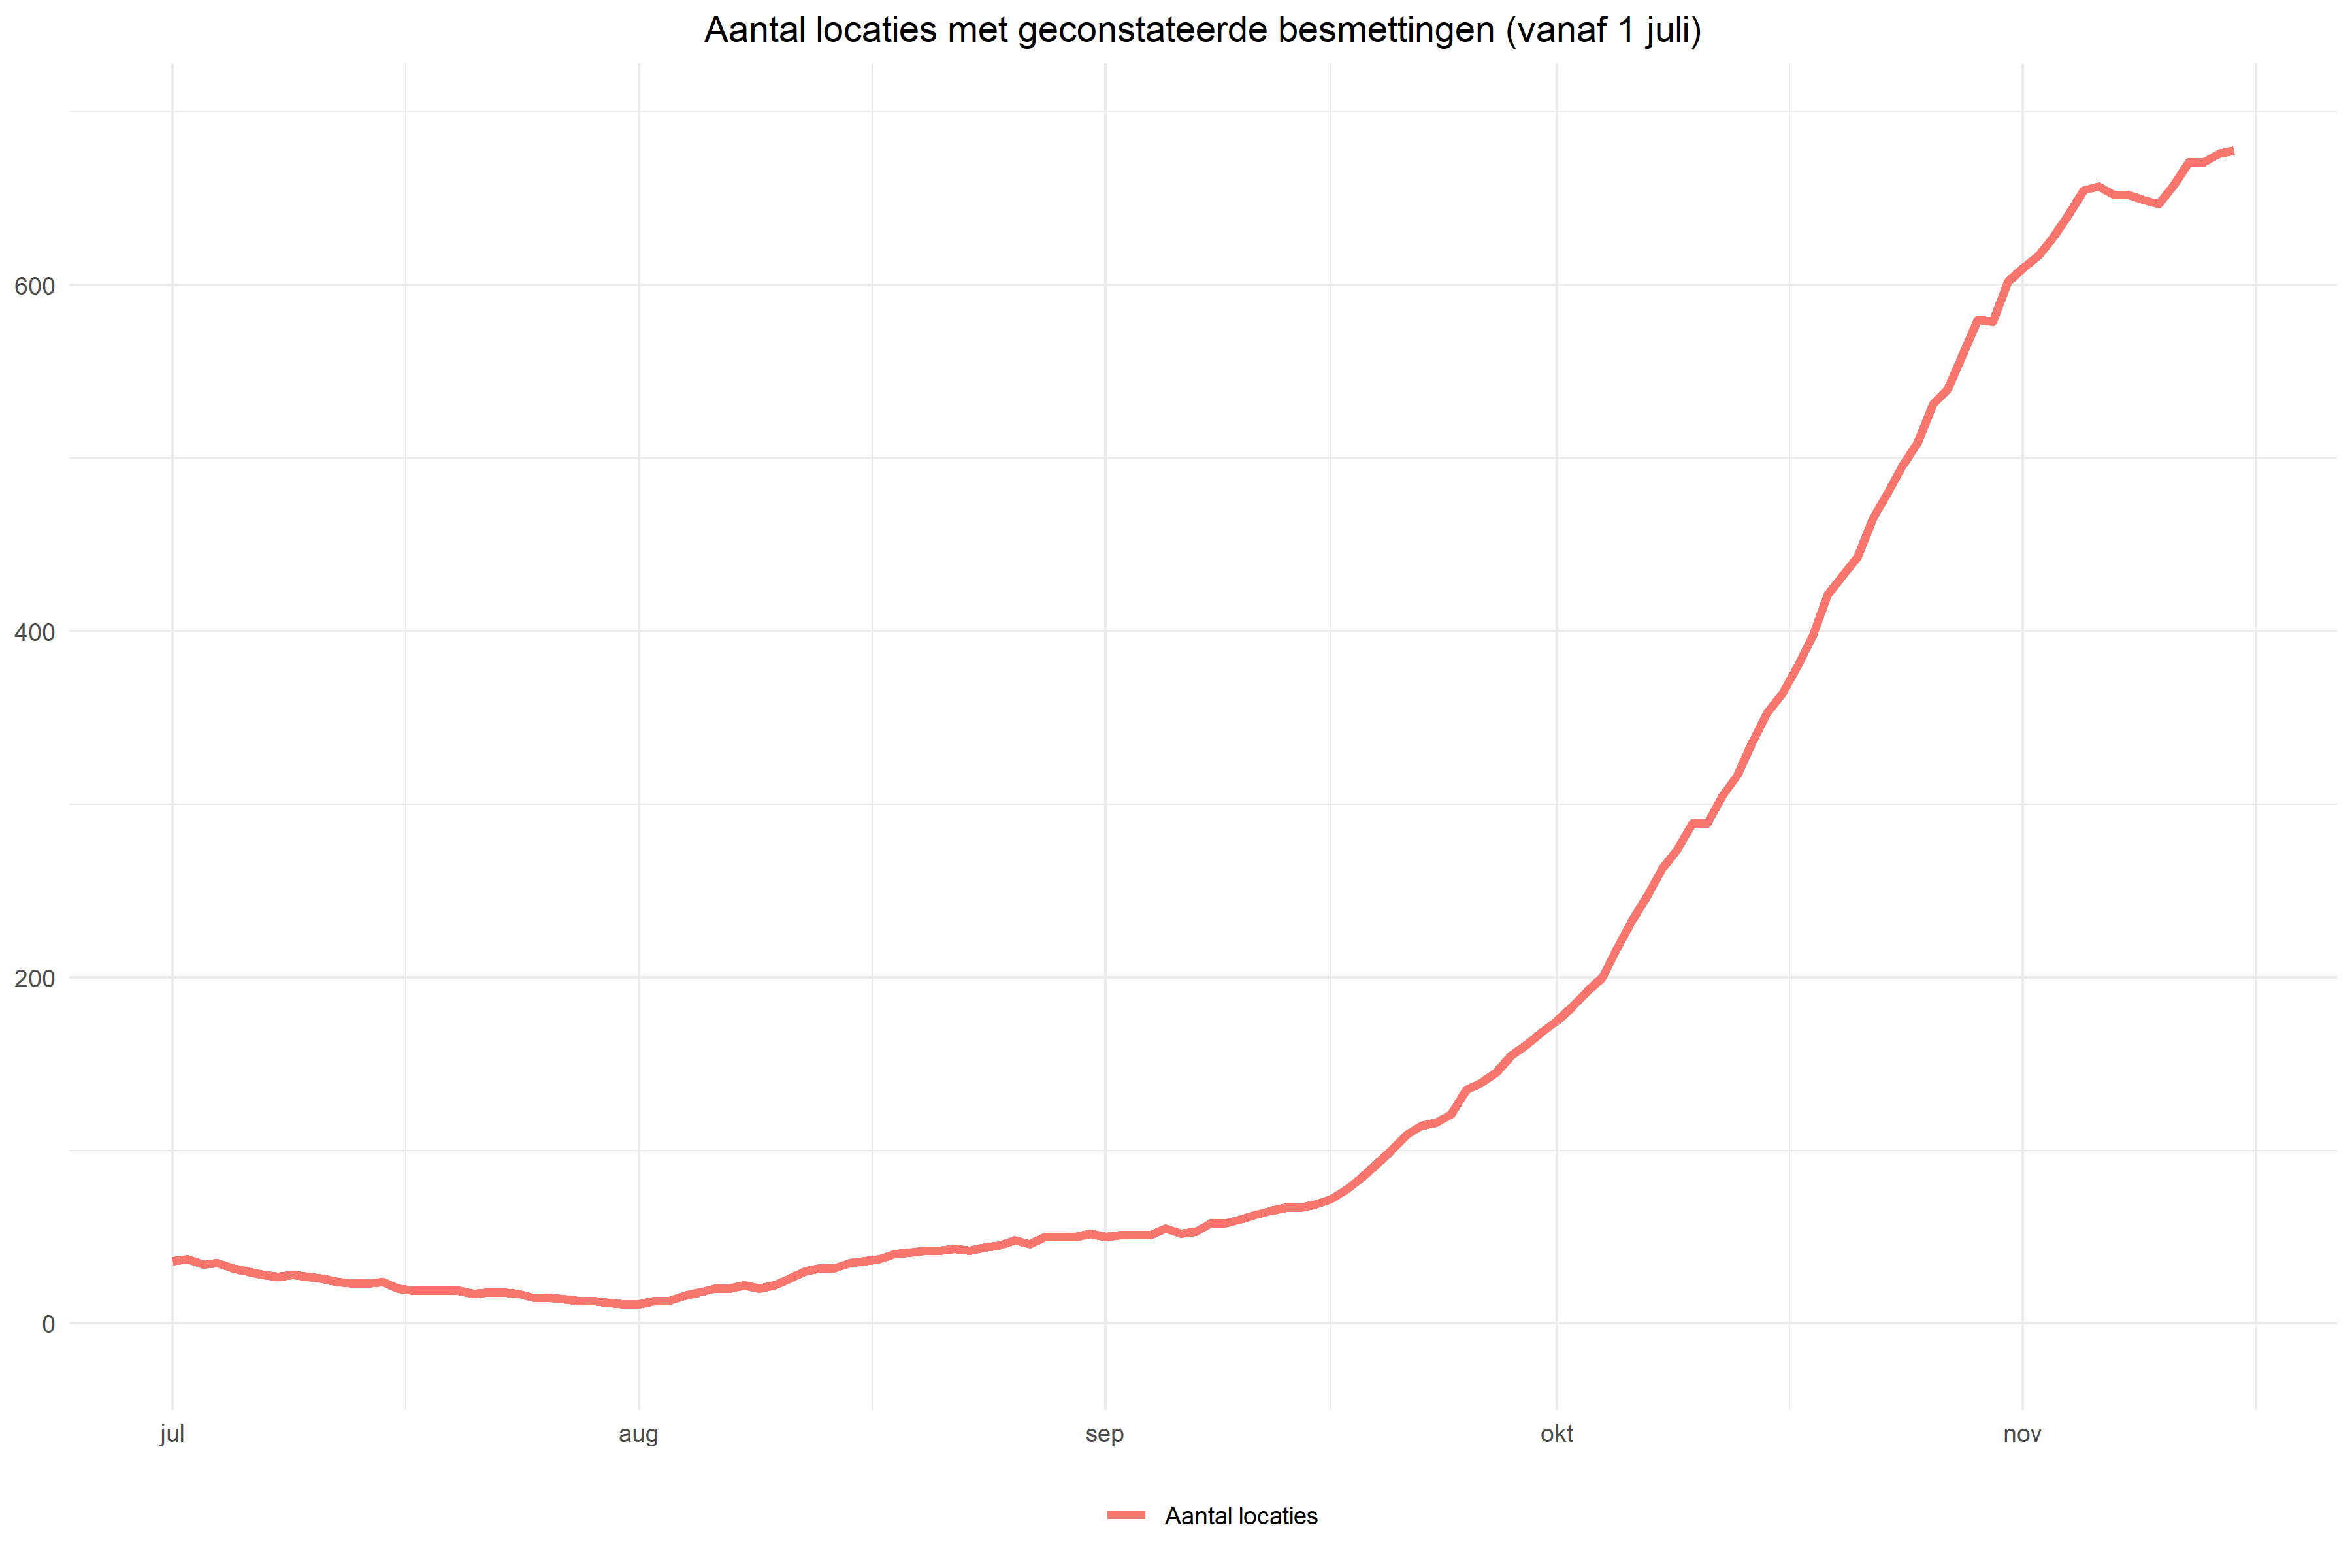 Aantal locaties met geconstateerde besmettingen (vanaf 1 juli)
600
400
200
0
jul aug sep okt nov
Aantal locaties